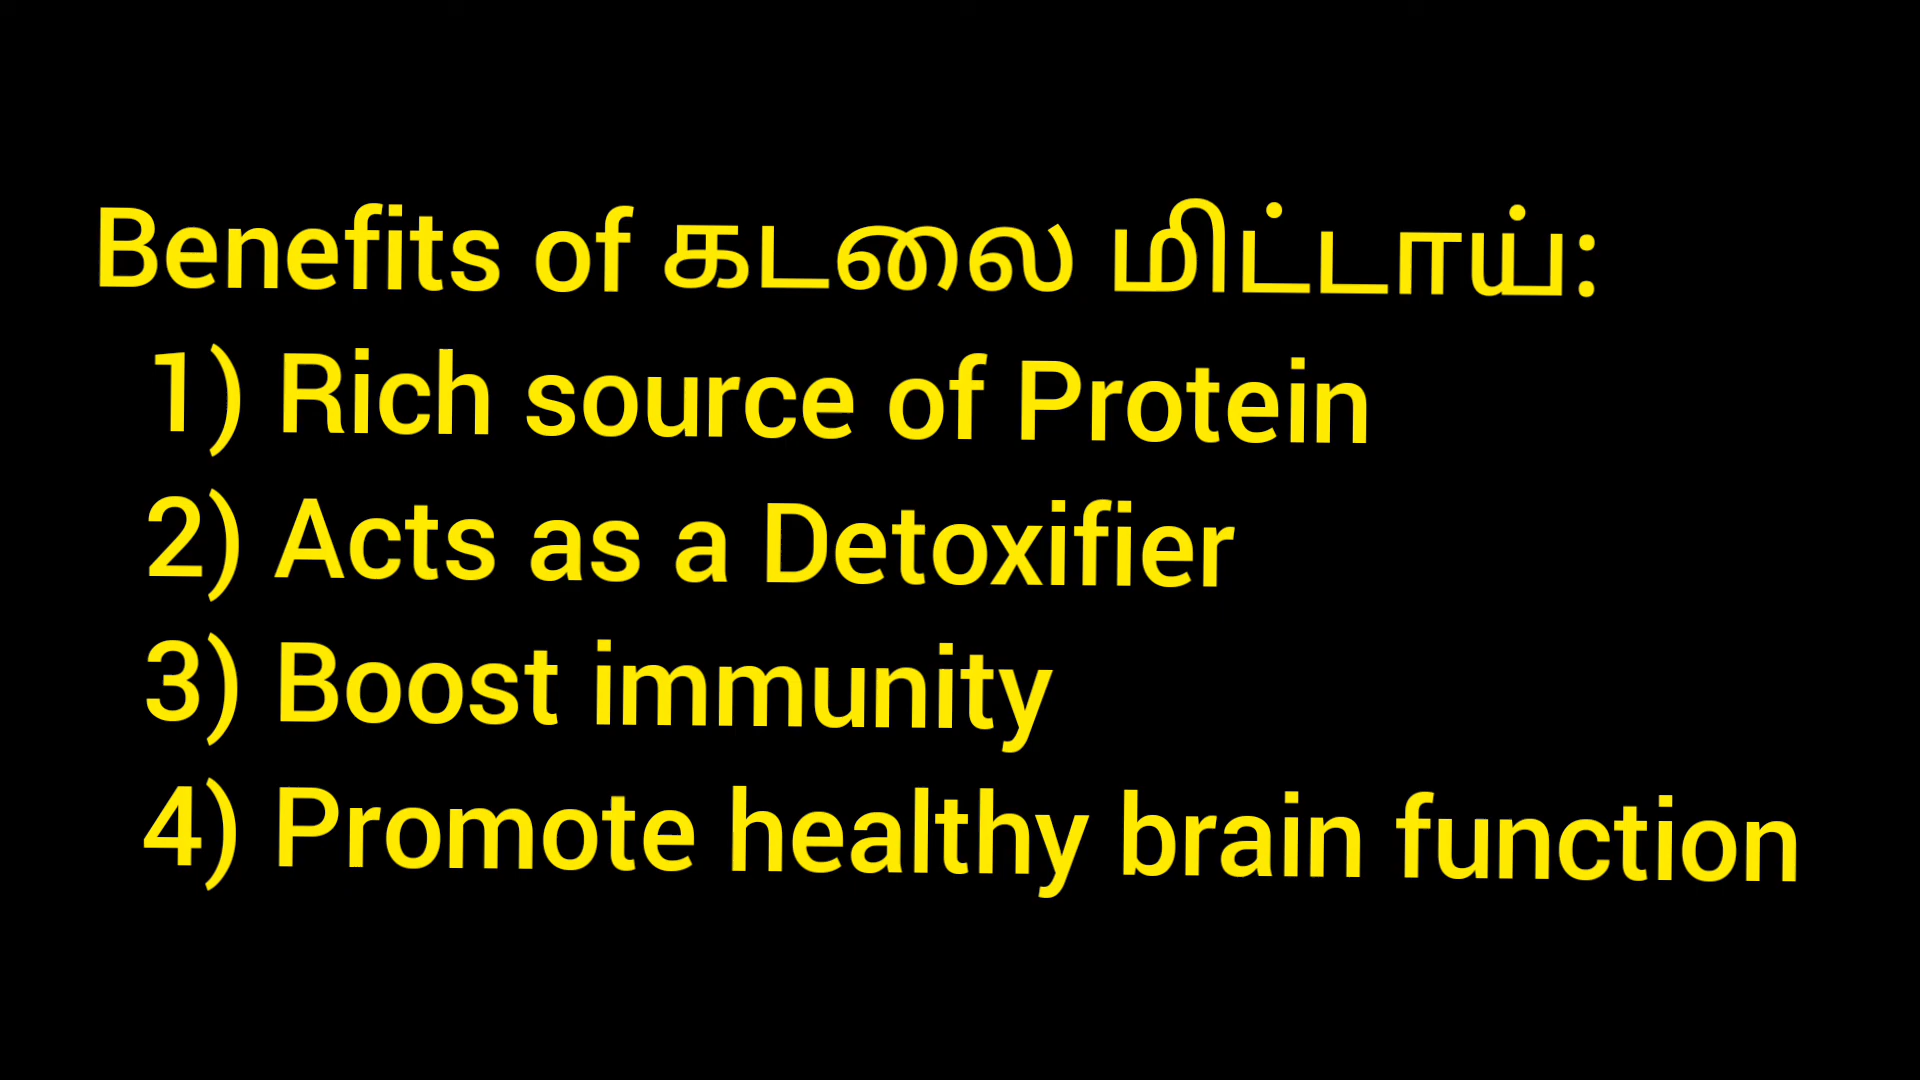 Benefits of கடலை மிட்டாய்:
1) Rich source of Protein
2) Acts as a Detoxifier
3) Boost immunity
4) Promote healthy brain function